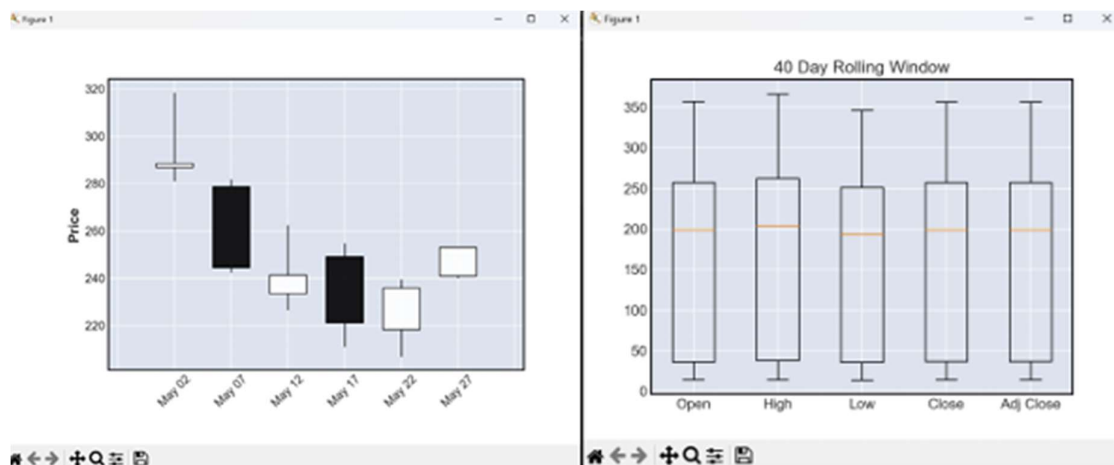 Figure 1
320
300
280
260
240
220
Price
May 02
May 07
May 12
May 17
May 22
May 27
Figure 1
40 Day Rolling Window
350
300
250
200
150
100
50
0
Open High Low Close Adj Close